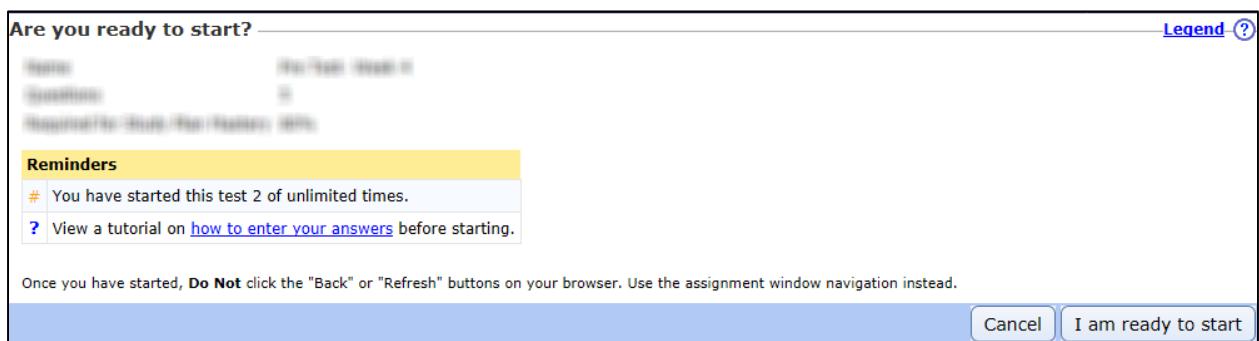 Are you ready to start? Legend ?
Reminders
# You have started this test 2 of unlimited times.
? View a tutorial on how to enter your answers before starting.
Once you have started, Do Not click the "Back" or "Refresh" buttons on your browser. Use the assignment window navigation instead.
Cancel I am ready to start